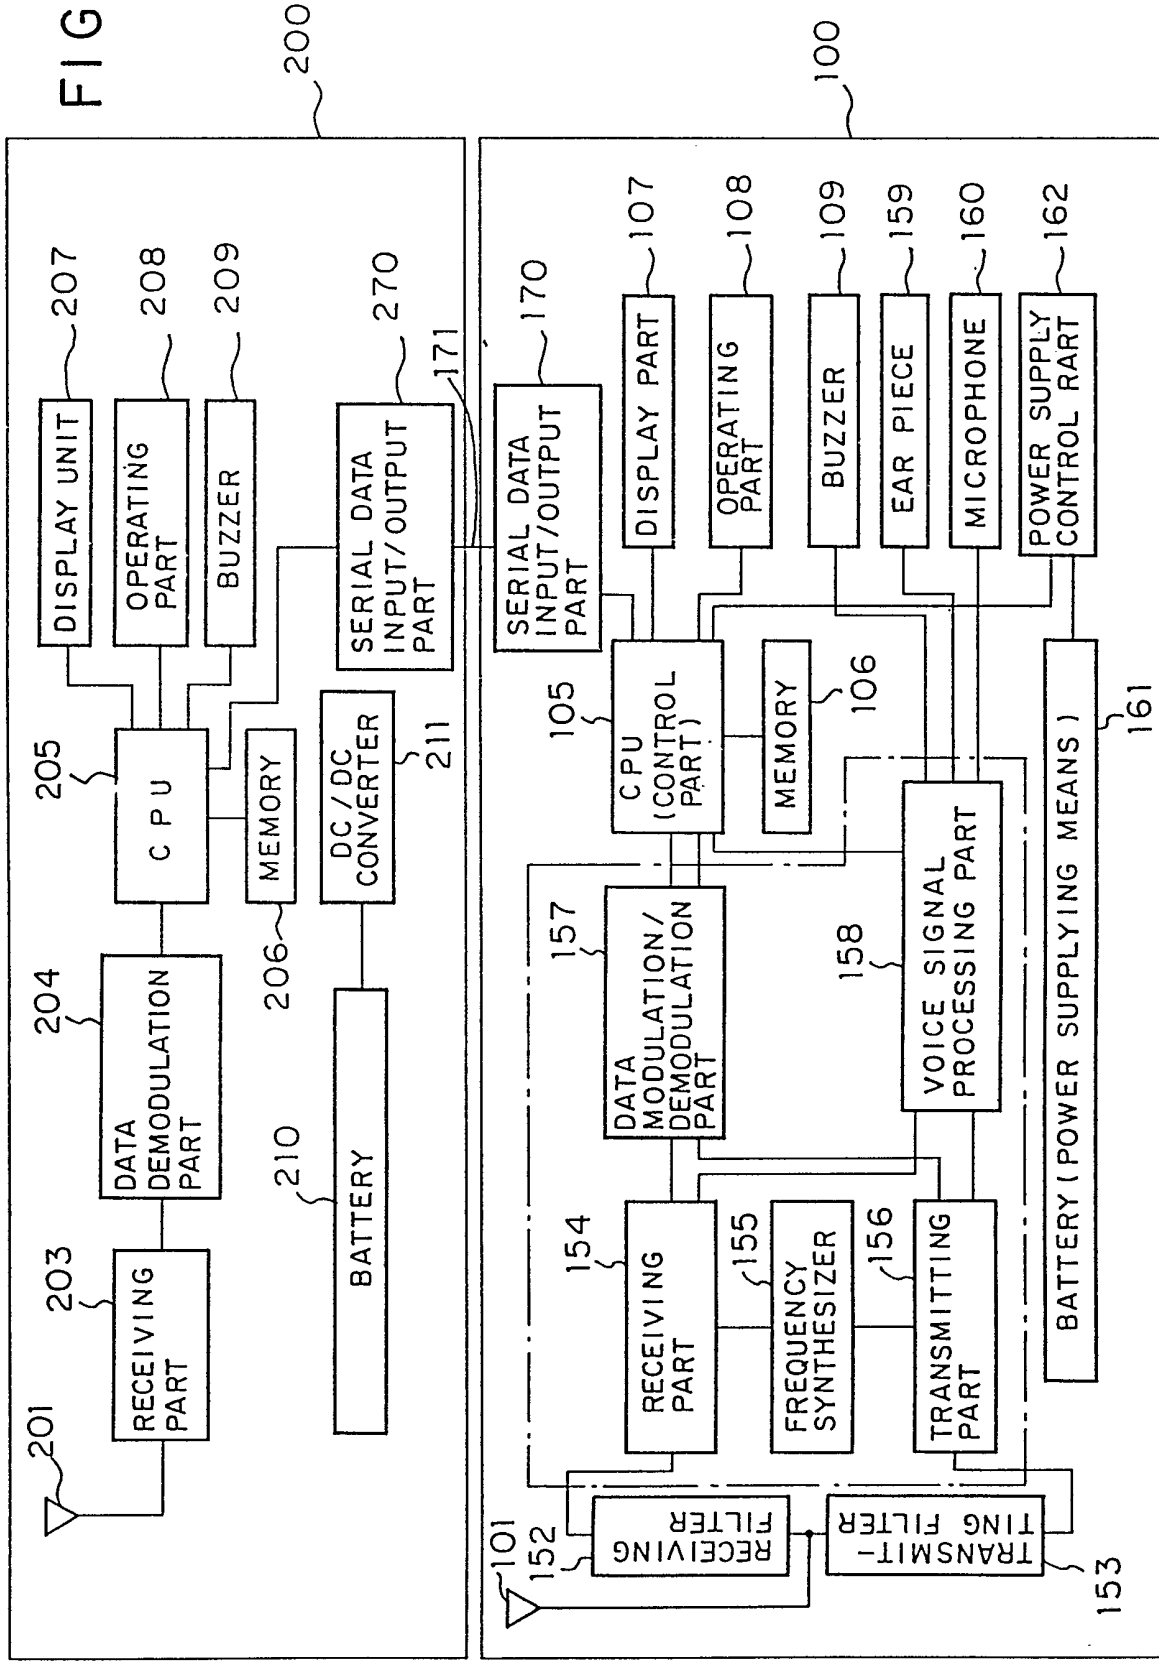 FIG
200
201
203
RECEIVING
PART
204
DATA
DEMODULATION
PART
205
CPU
206
MEMORY
207
DISPLAY UNIT
208
OPERATING
PART
209
BUZZER
210
BATTERY
211
DC/DC
CONVERTER
270
SERIAL DATA
INPUT/OUTPUT
PART
171
100
101
152
RECEIVING
FILTER
153
TRANSMIT-
TING FILTER
154
RECEIVING
PART
155
FREQUENCY
SYNTHESIZER
156
TRANSMITTING
PART
157
DATA
MODULATION/
DEMODULATION
PART
158
VOICE SIGNAL
PROCESSING PART
105
CPU
(CONTROL
PART)
106
MEMORY
170
SERIAL DATA
INPUT/OUTPUT
PART
107
DISPLAY PART
108
OPERATING
PART
109
BUZZER
159
EAR PIECE
160
MICROPHONE
162
POWER SUPPLY
CONTROL RART
161
BATTERY(POWER SUPPLYING MEANS)